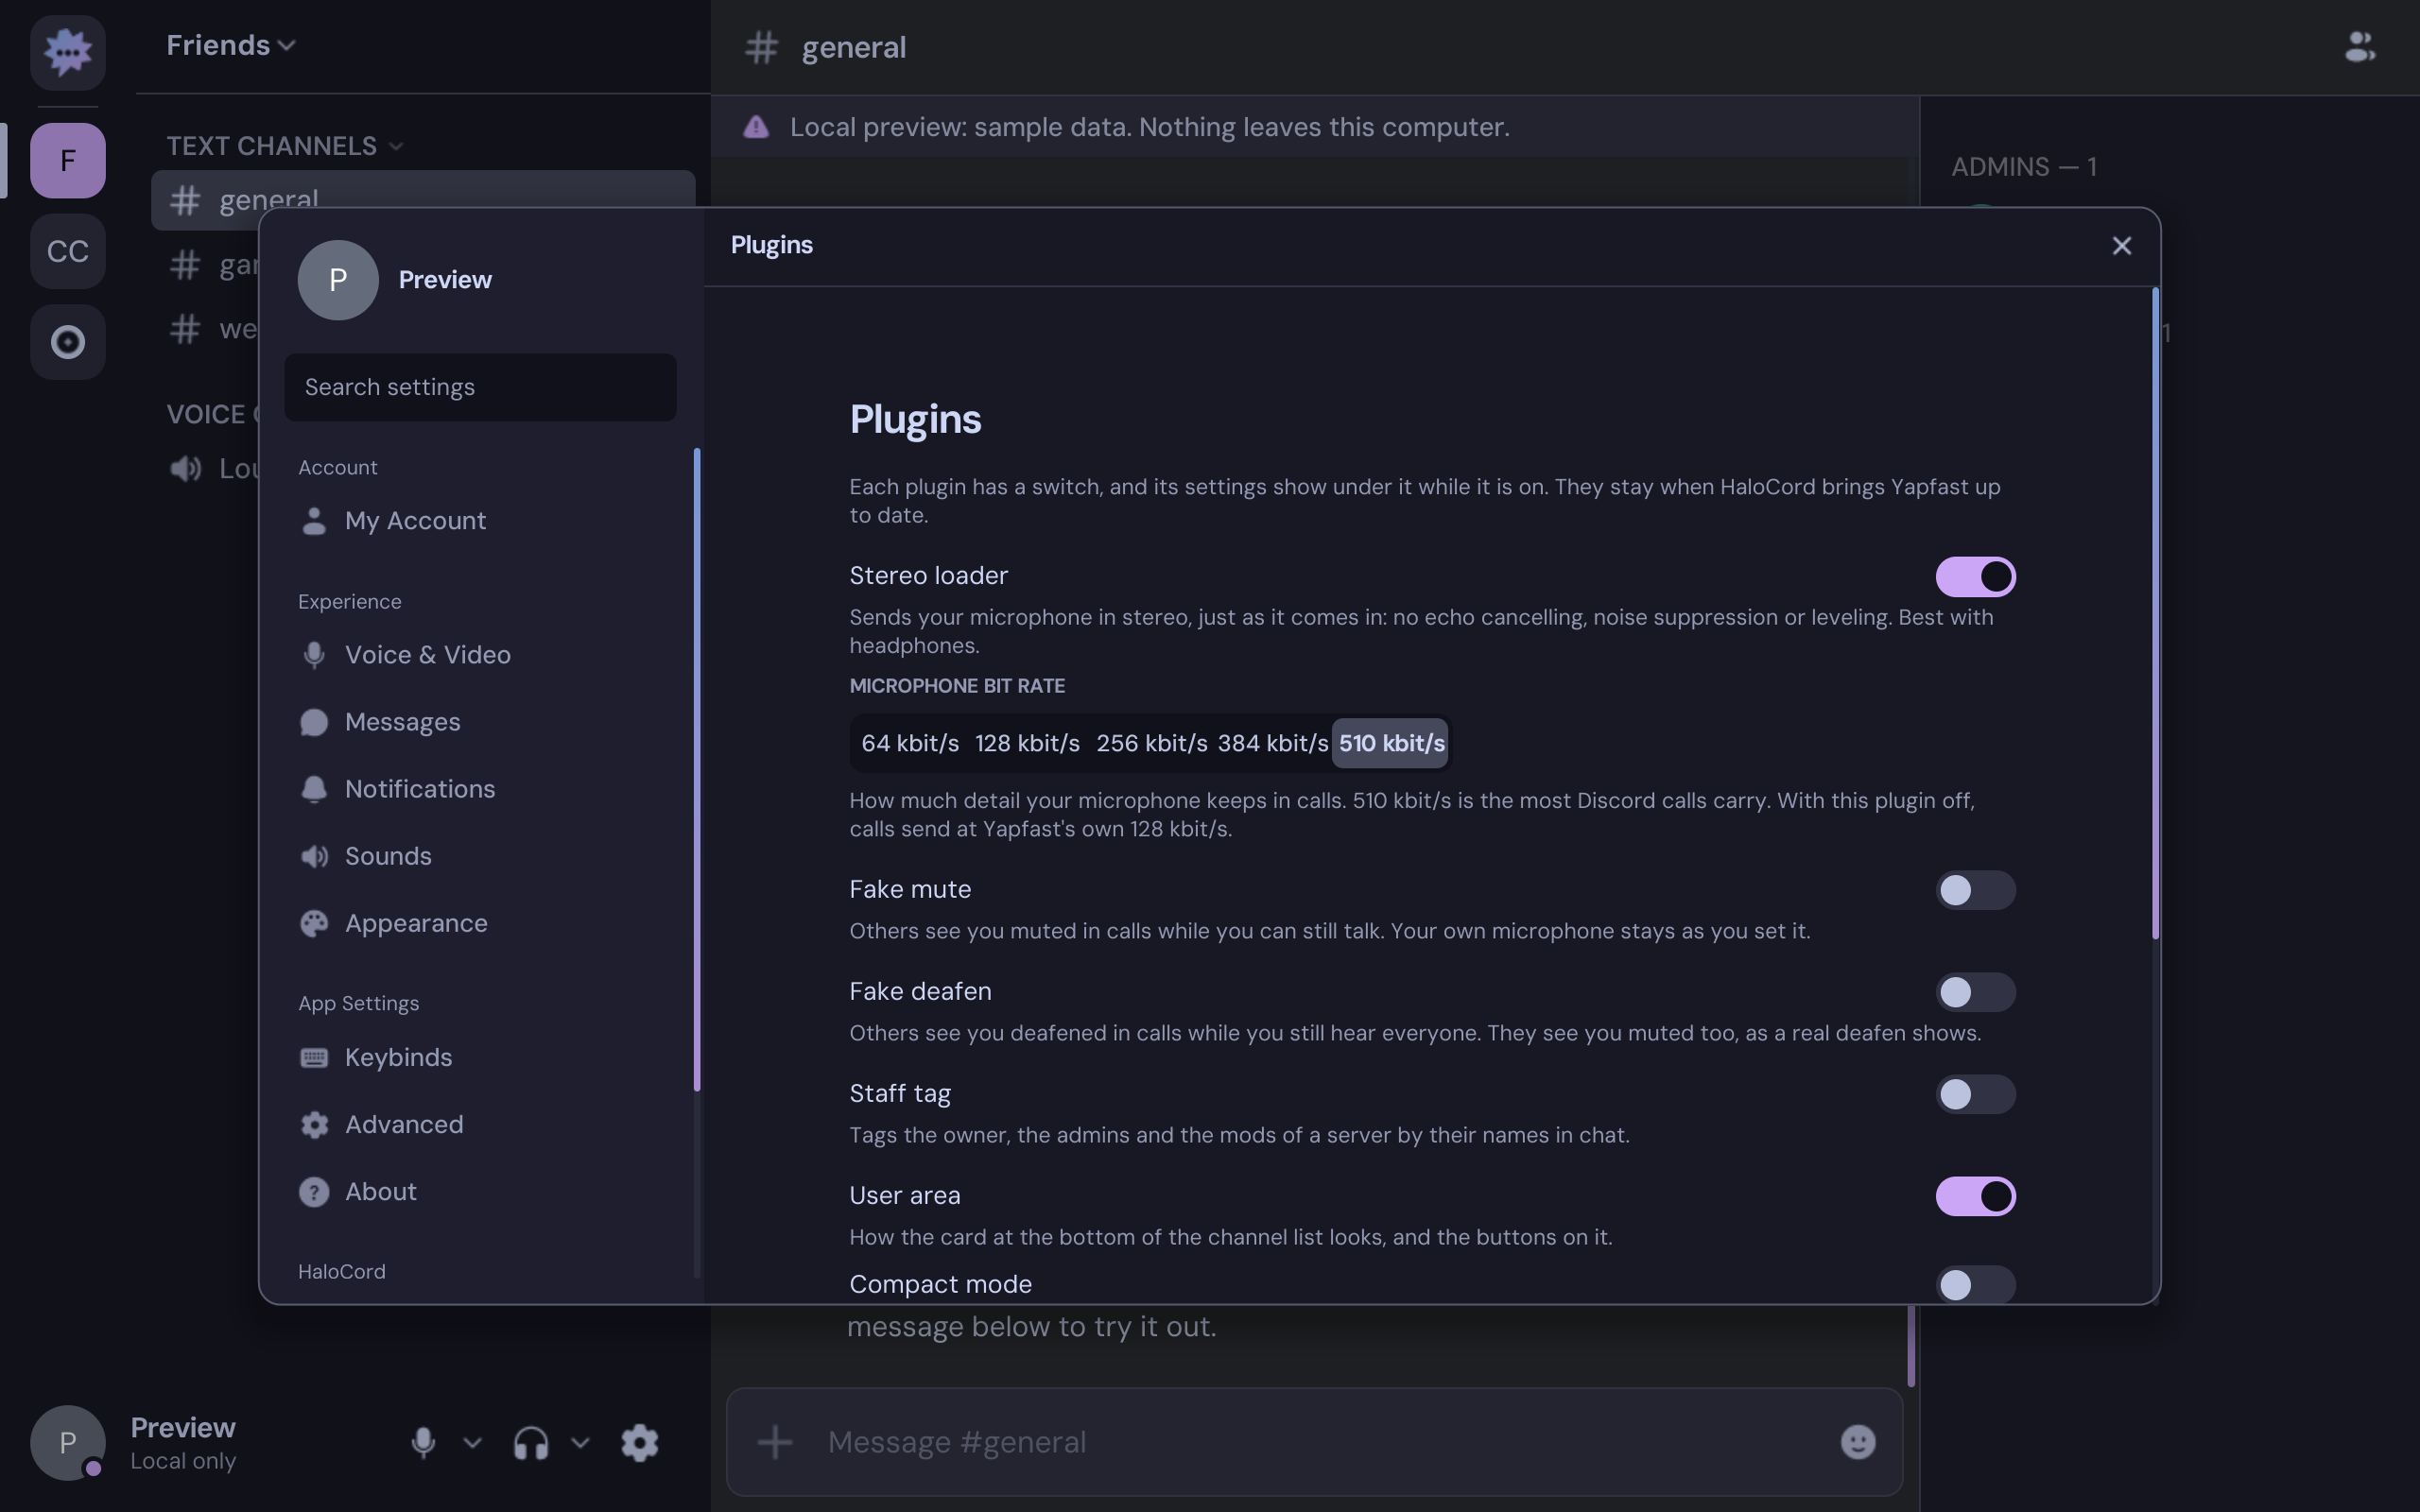 Friends
F
CC
TEXT CHANNELS
general
general
Local preview: sample data. Nothing leaves this computer.
ADMINS — 1
1
P
Preview
Search settings
Account
My Account
Experience
Voice & Video
Messages
Notifications
Sounds
Appearance
App Settings
Keybinds
Advanced
About
HaloCord
Plugins
Plugins
Each plugin has a switch, and its settings show under it while it is on. They stay when HaloCord brings Yapfast up
to date.
Stereo loader
Sends your microphone in stereo, just as it comes in: no echo cancelling, noise suppression or leveling. Best with
headphones.
MICROPHONE BIT RATE
64 kbit/s 128 kbit/s 256 kbit/s 384 kbit/s 510 kbit/s
How much detail your microphone keeps in calls. 510 kbit/s is the most Discord calls carry. With this plugin off,
calls send at Yapfast's own 128 kbit/s.
Fake mute
Others see you muted in calls while you can still talk. Your own microphone stays as you set it.
Fake deafen
Others see you deafened in calls while you still hear everyone. They see you muted too, as a real deafen shows.
Staff tag
Tags the owner, the admins and the mods of a server by their names in chat.
User area
How the card at the bottom of the channel list looks, and the buttons on it.
Compact mode
message below to try it out.
VOICE
P
Preview
Local only
Message #general